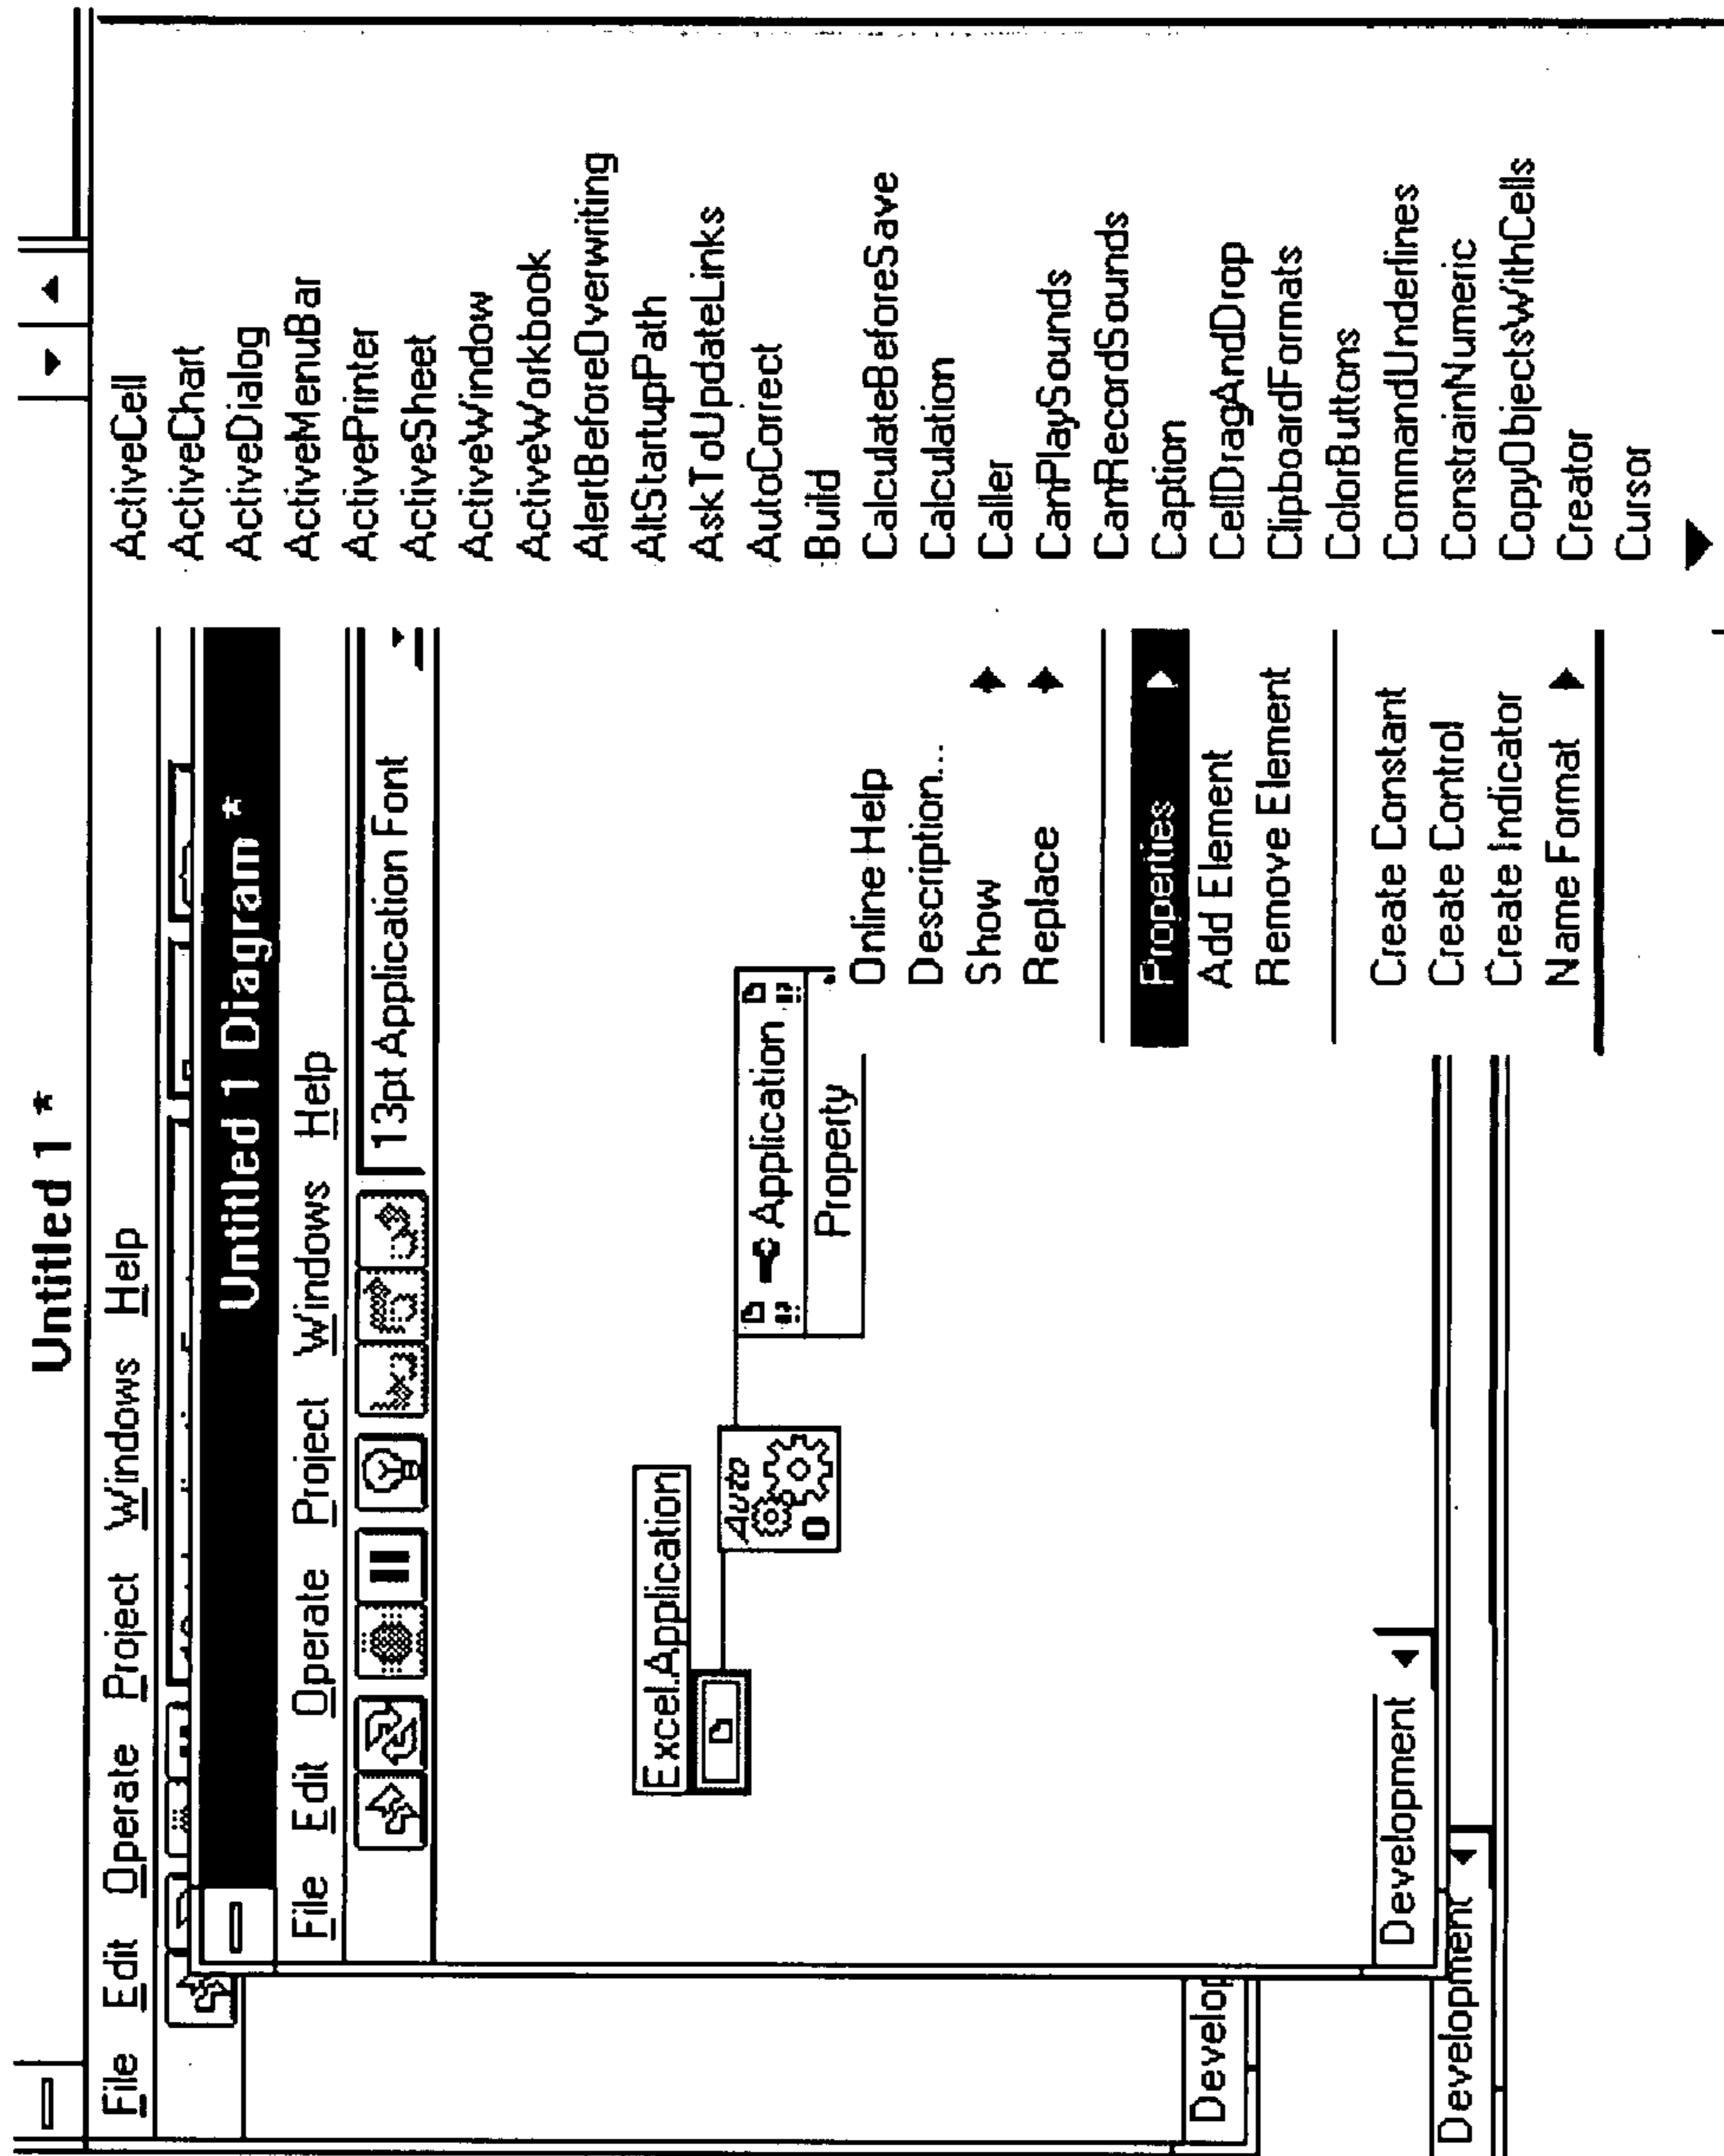 Untitled 1 *
File Edit Operate Project Windows Help
Untitled 1 Diagram *
File Edit Operate Project Windows Help
13pt Application Font
Excel.Application
Auto
Application
Property
Online Help
Description...
Show
Replace
Properties
Add Element
Remove Element
Create Constant
Create Control
Create Indicator
Name Format
ActiveCell
ActiveChart
ActiveDialog
ActiveMenuBar
ActivePrinter
ActiveSheet
ActiveWindow
ActiveWorkbook
AlertBeforeOverwriting
AltStartupPath
AskToUpdateLinks
AutoCorrect
Build
CalculateBeforeSave
Calculation
Caller
CanPlaySounds
CanRecordSounds
Caption
CellDragAndDrop
ClipboardFormats
ColorButtons
CommandUnderlines
ConstrainNumeric
CopyObjectsWithCells
Creator
Cursor
Develop
Development
Development